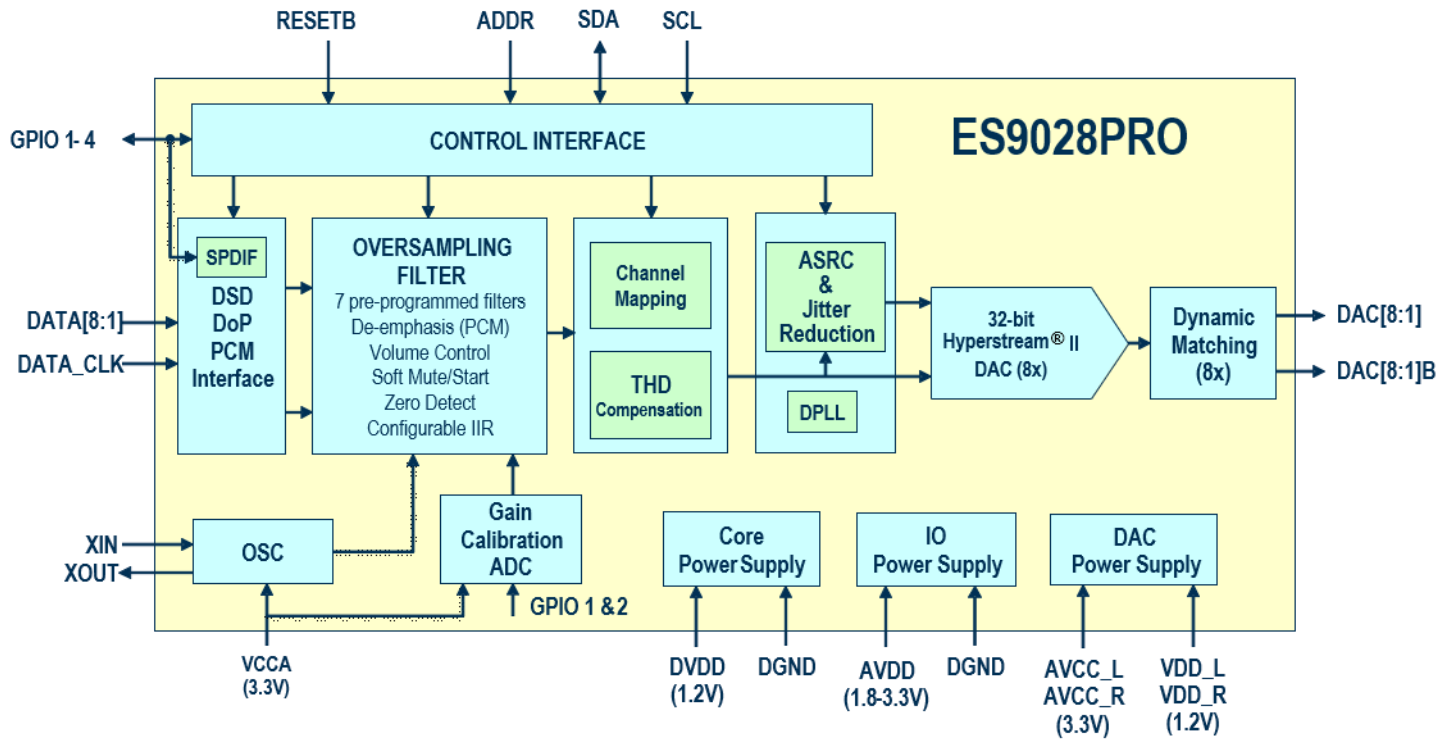 RESETB
ADDR
SDA
SCL
ES9028PRO
GPIO 1- 4
CONTROL INTERFACE
SPDIF
DSD
DoP
PCM
Interface
DATA[8:1]
DATA_CLK
OVERSAMPLING
FILTER
7 pre-programmed filters
De-emphasis (PCM)
Volume Control
Soft Mute/Start
Zero Detect
Configurable IIR
Channel
Mapping
THD
Compensation
ASRC
&
Jitter
Reduction
DPLL
32-bit
Hyperstream® II
DAC (8x)
Dynamic
Matching
(8x)
DAC[8:1]
DAC[8:1]B
XIN
XOUT
OSC
Gain
Calibration
ADC
GPIO 1 &2
Core
Power Supply
IO
Power Supply
DAC
Power Supply
VCCA
(3.3V)
DVDD
(1.2V)
DGND
AVDD
(1.8-3.3V)
DGND
AVCC_L
AVCC_R
(3.3V)
VDD_L
VDD_R
(1.2V)